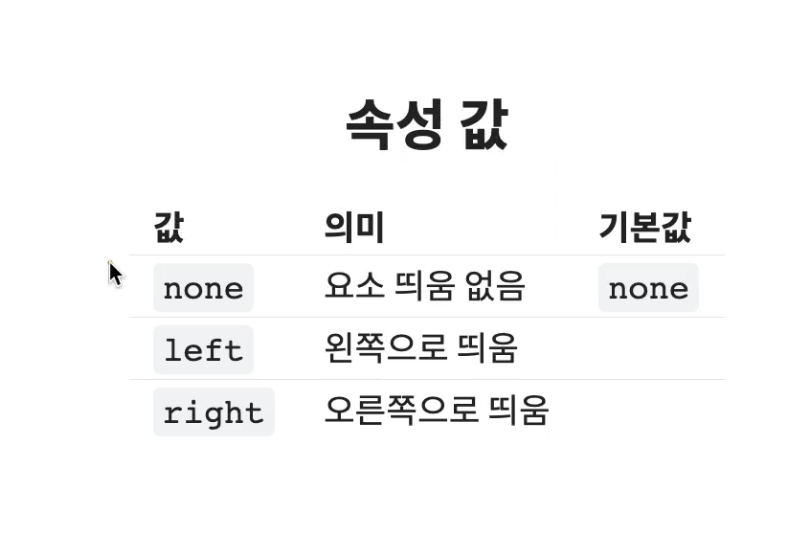 속성 값
값 의미 기본값
none 요소 띄움 없음 none
left 왼쪽으로 띄움
right 오른쪽으로 띄움